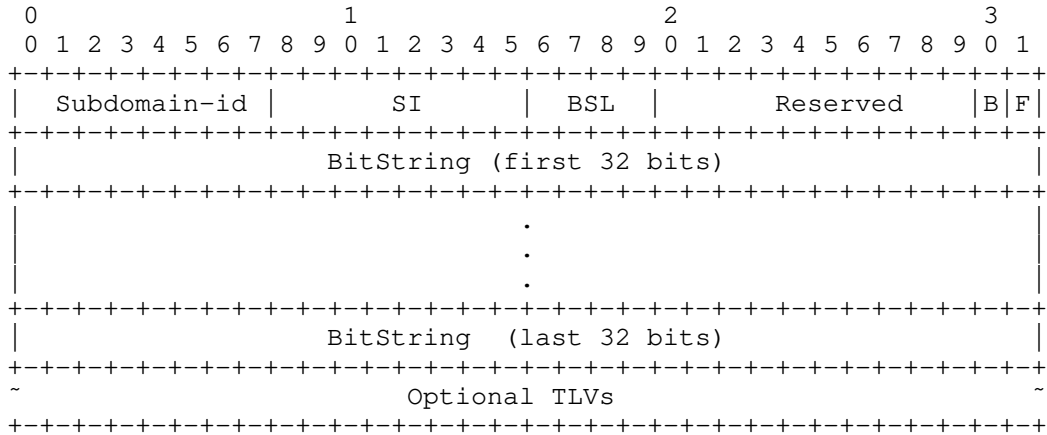 0                   1                   2                   3
 0 1 2 3 4 5 6 7 8 9 0 1 2 3 4 5 6 7 8 9 0 1 2 3 4 5 6 7 8 9 0 1
+-+-+-+-+-+-+-+-+-+-+-+-+-+-+-+-+-+-+-+-+-+-+-+-+-+-+-+-+-+-+-+-+
|  Subdomain-id |       SI      |  BSL  |       Reserved    |B|F|
+-+-+-+-+-+-+-+-+-+-+-+-+-+-+-+-+-+-+-+-+-+-+-+-+-+-+-+-+-+-+-+-+
|                   BitString (first 32 bits)                   |
+-+-+-+-+-+-+-+-+-+-+-+-+-+-+-+-+-+-+-+-+-+-+-+-+-+-+-+-+-+-+-+-+
|                               .                               |
|                               .                               |
|                               .                               |
+-+-+-+-+-+-+-+-+-+-+-+-+-+-+-+-+-+-+-+-+-+-+-+-+-+-+-+-+-+-+-+-+
|                   BitString  (last 32 bits)                   |
+-+-+-+-+-+-+-+-+-+-+-+-+-+-+-+-+-+-+-+-+-+-+-+-+-+-+-+-+-+-+-+-+
~                        Optional TLVs                          ~
+-+-+-+-+-+-+-+-+-+-+-+-+-+-+-+-+-+-+-+-+-+-+-+-+-+-+-+-+-+-+-+-+